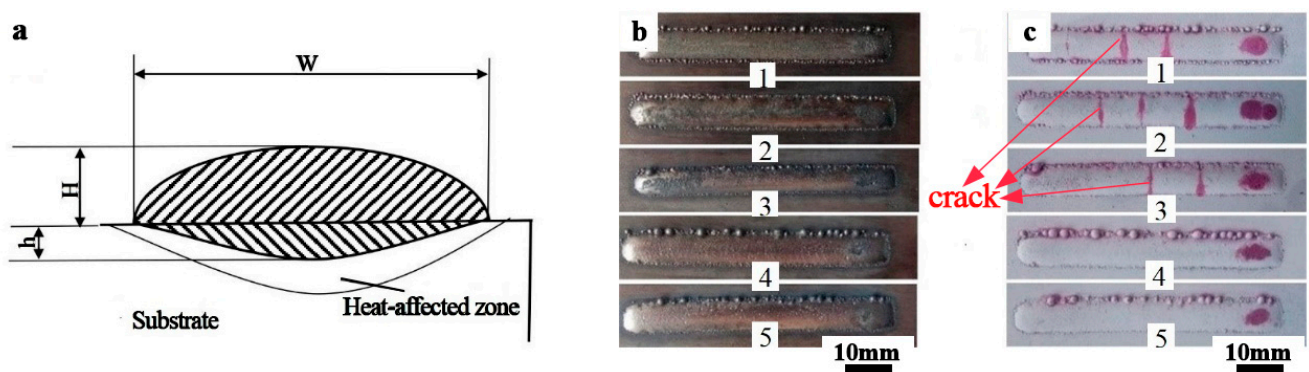 a
W
H
h
Heat-affected zone
Substrate
b
1
2
3
4
5
10mm
c
1
2
crack
3
4
5
10mm